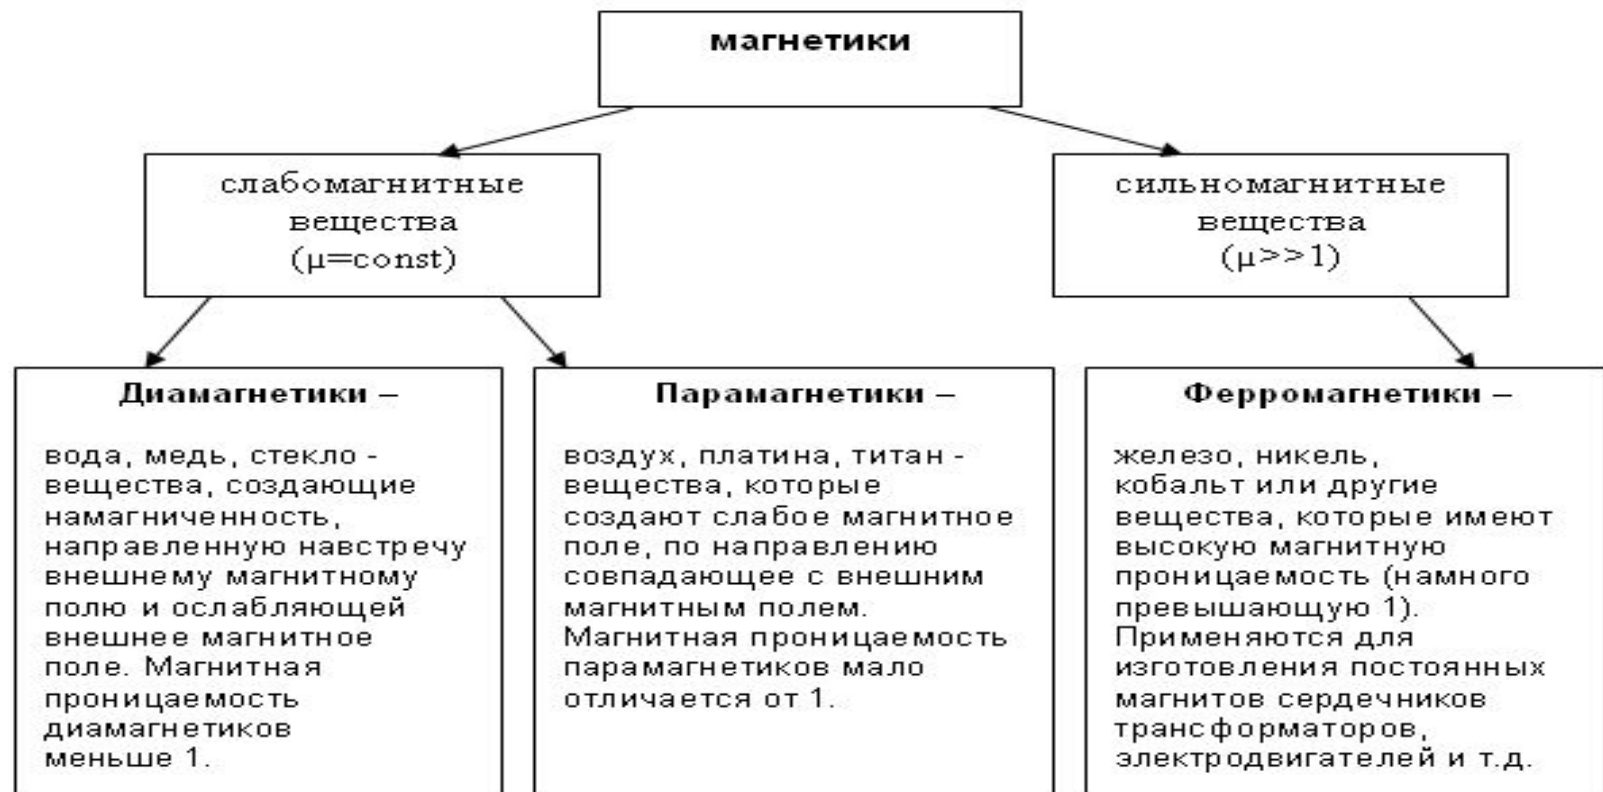 магнетики
слабомагнитные
вещества
(μ=const)
сильномагнитные
вещества
(μ>>1)
Диамагнетики –
вода, медь, стекло -
вещества, создающие
намагниченность,
направленную навстречу
внешнему магнитному
полю и ослабляющей
внешнее магнитное
поле. Магнитная
проницаемость
диамагнетиков
меньше 1.
Парамагнетики –
воздух, платина, титан -
вещества, которые
создают слабое магнитное
поле, по направлению
совпадающее с внешним
магнитным полем.
Магнитная проницаемость
парамагнетиков мало
отличается от 1.
Ферромагнетики –
железо, никель,
кобальт или другие
вещества, которые имеют
высокую магнитную
проницаемость (намного
превышающую 1).
Применяются для
изготовления постоянных
магнитов сердечников
трансформаторов,
электродвигателей и т.д.